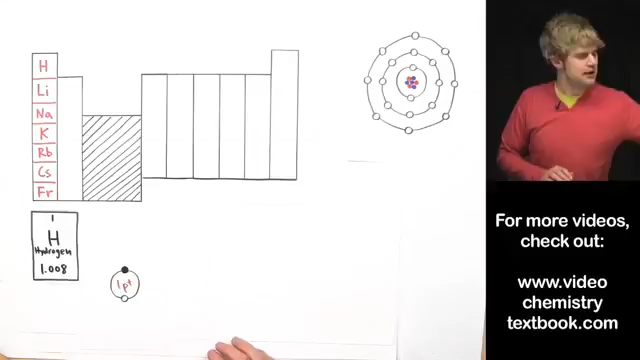 H
Li
Na
K
Rb
Cs
Fr
1
H
Hydrogen
1.008
1 p+
For more videos,
check out:
www.video
chemistry
textbook.com